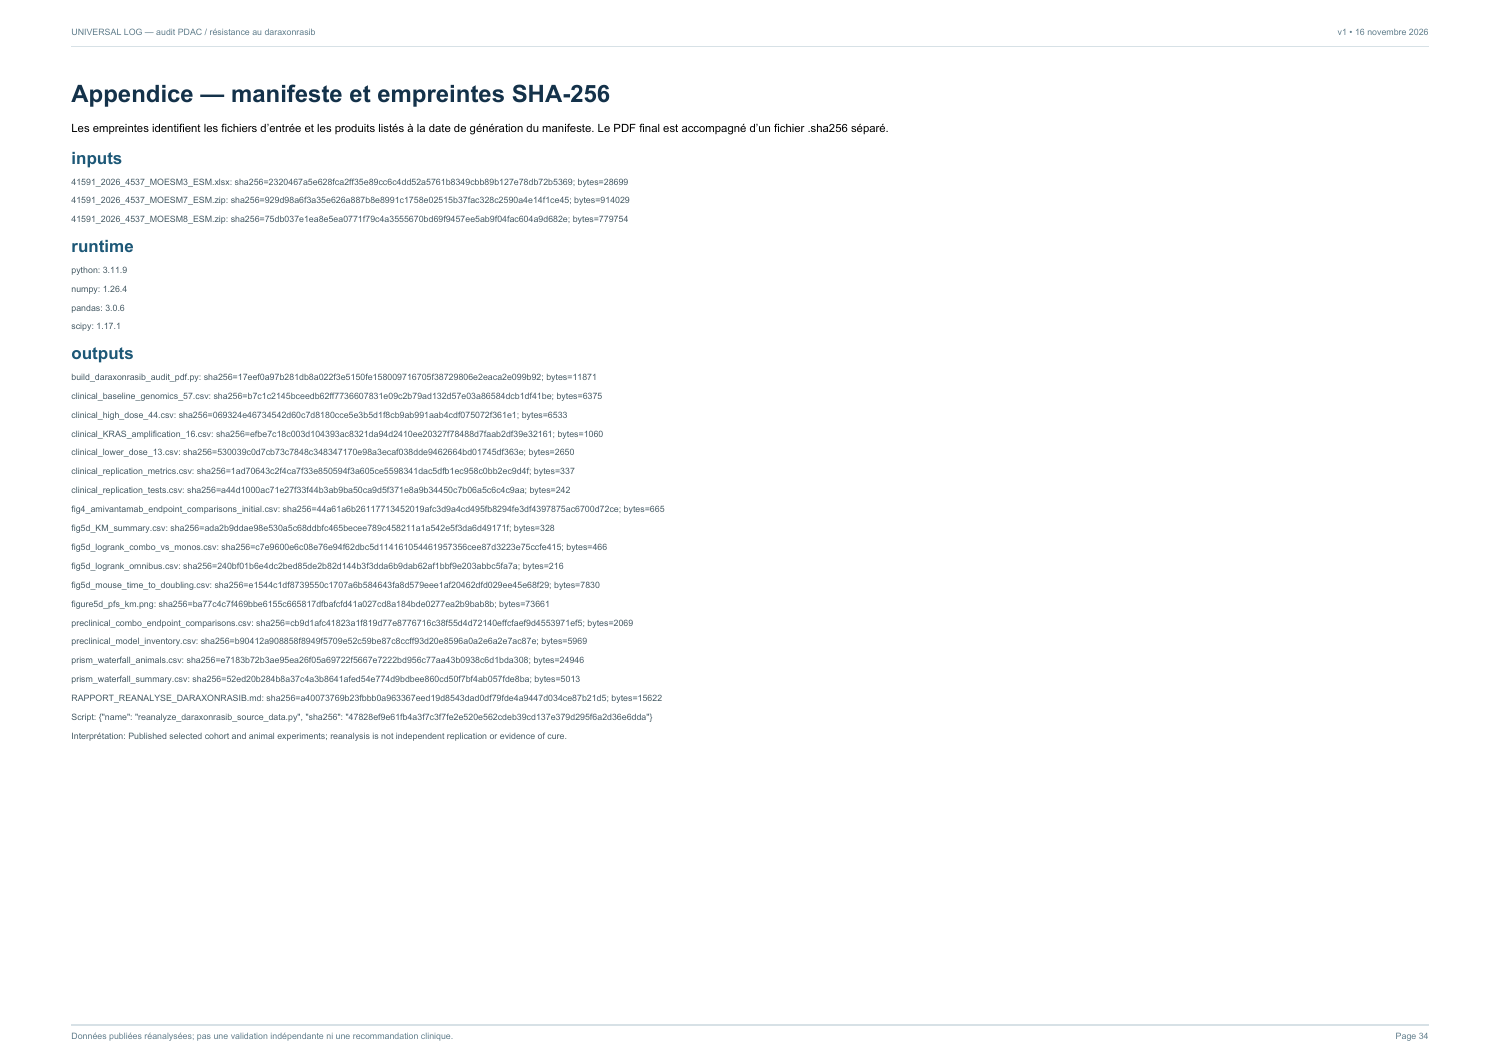 UNIVERSAL LOG — audit PDAC / résistance au daraxonrasib
v1 • 16 novembre 2026
Appendice — manifeste et empreintes SHA-256
Les empreintes identifient les fichiers d’entrée et les produits listés à la date de génération du manifeste. Le PDF final est accompagné d’un fichier .sha256 séparé.
inputs
41591_2026_4537_MOESM3_ESM.xlsx: sha256=2320467a5e628fca2ff35e89cc6c4dd52a5761b8349cbb89b127e78db72b5369; bytes=28699
41591_2026_4537_MOESM7_ESM.zip: sha256=929d98a6f3a35e626a887b8e8991c1758e02515b37fac328c2590a4e14f1ce45; bytes=914029
41591_2026_4537_MOESM8_ESM.zip: sha256=75db037e1ea8e5ea0771f79c4a3555670bd69f9457ee5ab9f04fac604a9d682e; bytes=779754
runtime
python: 3.11.9
numpy: 1.26.4
pandas: 3.0.6
scipy: 1.17.1
outputs
build_daraxonrasib_audit_pdf.py: sha256=17eef0a97b281db8a022f3e5150fe158009716705f38729806e2eaca2e099b92; bytes=11871
clinical_baseline_genomics_57.csv: sha256=b7c1c2145bceedb62ff7736607831e09c2b79ad132d57e03a86584dcb1df41be; bytes=6375
clinical_high_dose_44.csv: sha256=069324e46734542d60c7d8180cce5e3b5d1f8cb9ab991aab4cdf075072f361e1; bytes=6533
clinical_KRAS_amplification_16.csv: sha256=efbe7c18c003d104393ac8321da94d2410ee20327f78488d7faab2df39e32161; bytes=1060
clinical_lower_dose_13.csv: sha256=530039c0d7cb73c7848c348347170e98a3ecaf038dde9462664bd01745df363e; bytes=2650
clinical_replication_metrics.csv: sha256=1ad70643c2f4ca7f33e850594f3a605ce5598341dac5dfb1ec958c0bb2ec9d4f; bytes=337
clinical_replication_tests.csv: sha256=a44d1000ac71e27f33f44b3ab9ba50ca9d5f371e8a9b34450c7b06a5c6c4c9aa; bytes=242
fig4_amivantamab_endpoint_comparisons_initial.csv: sha256=44a61a6b26117713452019afc3d9a4cd495fb8294fe3df4397875ac6700d72ce; bytes=665
fig5d_KM_summary.csv: sha256=ada2b9ddae98e530a5c68ddbfc465becee789c458211a1a542e5f3da6d49171f; bytes=328
fig5d_logrank_combo_vs_monos.csv: sha256=c7e9600e6c08e76e94f62dbc5d114161054461957356cee87d3223e75ccfe415; bytes=466
fig5d_logrank_omnibus.csv: sha256=240bf01b6e4dc2bed85de2b82d144b3f3dda6b9dab62af1bbf9e203abbc5fa7a; bytes=216
fig5d_mouse_time_to_doubling.csv: sha256=e1544c1df8739550c1707a6b584643fa8d579eee1af20462dfd029ee45e68f29; bytes=7830
figure5d_pfs_km.png: sha256=ba77c4c7f469bbe6155c665817dfbafcfd41a027cd8a184bde0277ea2b9bab8b; bytes=73661
preclinical_combo_endpoint_comparisons.csv: sha256=cb9d1afc41823a1f819d77e8776716c38f55d4d72140effcfaef9d4553971ef5; bytes=2069
preclinical_model_inventory.csv: sha256=b90412a908858f8949f5709e52c59be87c8ccff93d20e8596a0a2e6a2e7ac87e; bytes=5969
prism_waterfall_animals.csv: sha256=e7183b72b3ae95ea26f05a69722f5667e7222bd956c77aa43b0938c6d1bda308; bytes=24946
prism_waterfall_summary.csv: sha256=52ed20b284b8a37c4a3b8641afed54e774d9bdbee860cd50f7bf4ab057fde8ba; bytes=5013
RAPPORT_REANALYSE_DARAXONRASIB.md: sha256=a40073769b23fbbb0a963367eed19d8543dad0df79fde4a9447d034ce87b21d5; bytes=15622
Script: {"name": "reanalyze_daraxonrasib_source_data.py", "sha256": "47828ef9e61fb4a3f7c3f7fe2e520e562cdeb39cd137e379d295f6a2d36e6dda"}
Interprétation: Published selected cohort and animal experiments; reanalysis is not independent replication or evidence of cure.
Données publiées réanalysées; pas une validation indépendante ni une recommandation clinique.
Page 34